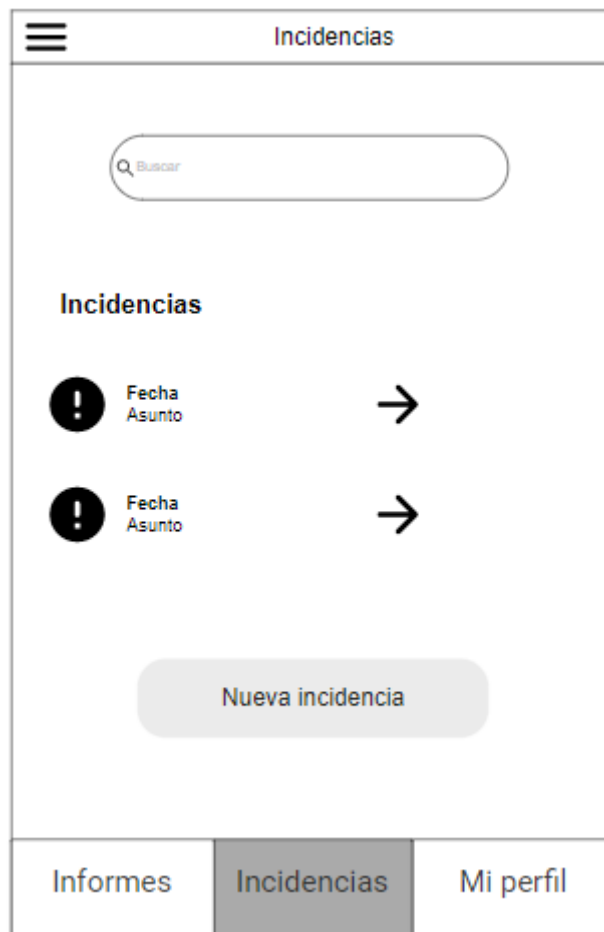 Incidencias
Buscar
Incidencias
Fecha
Asunto
Fecha
Asunto
Nueva incidencia
Informes Incidencias Mi perfil